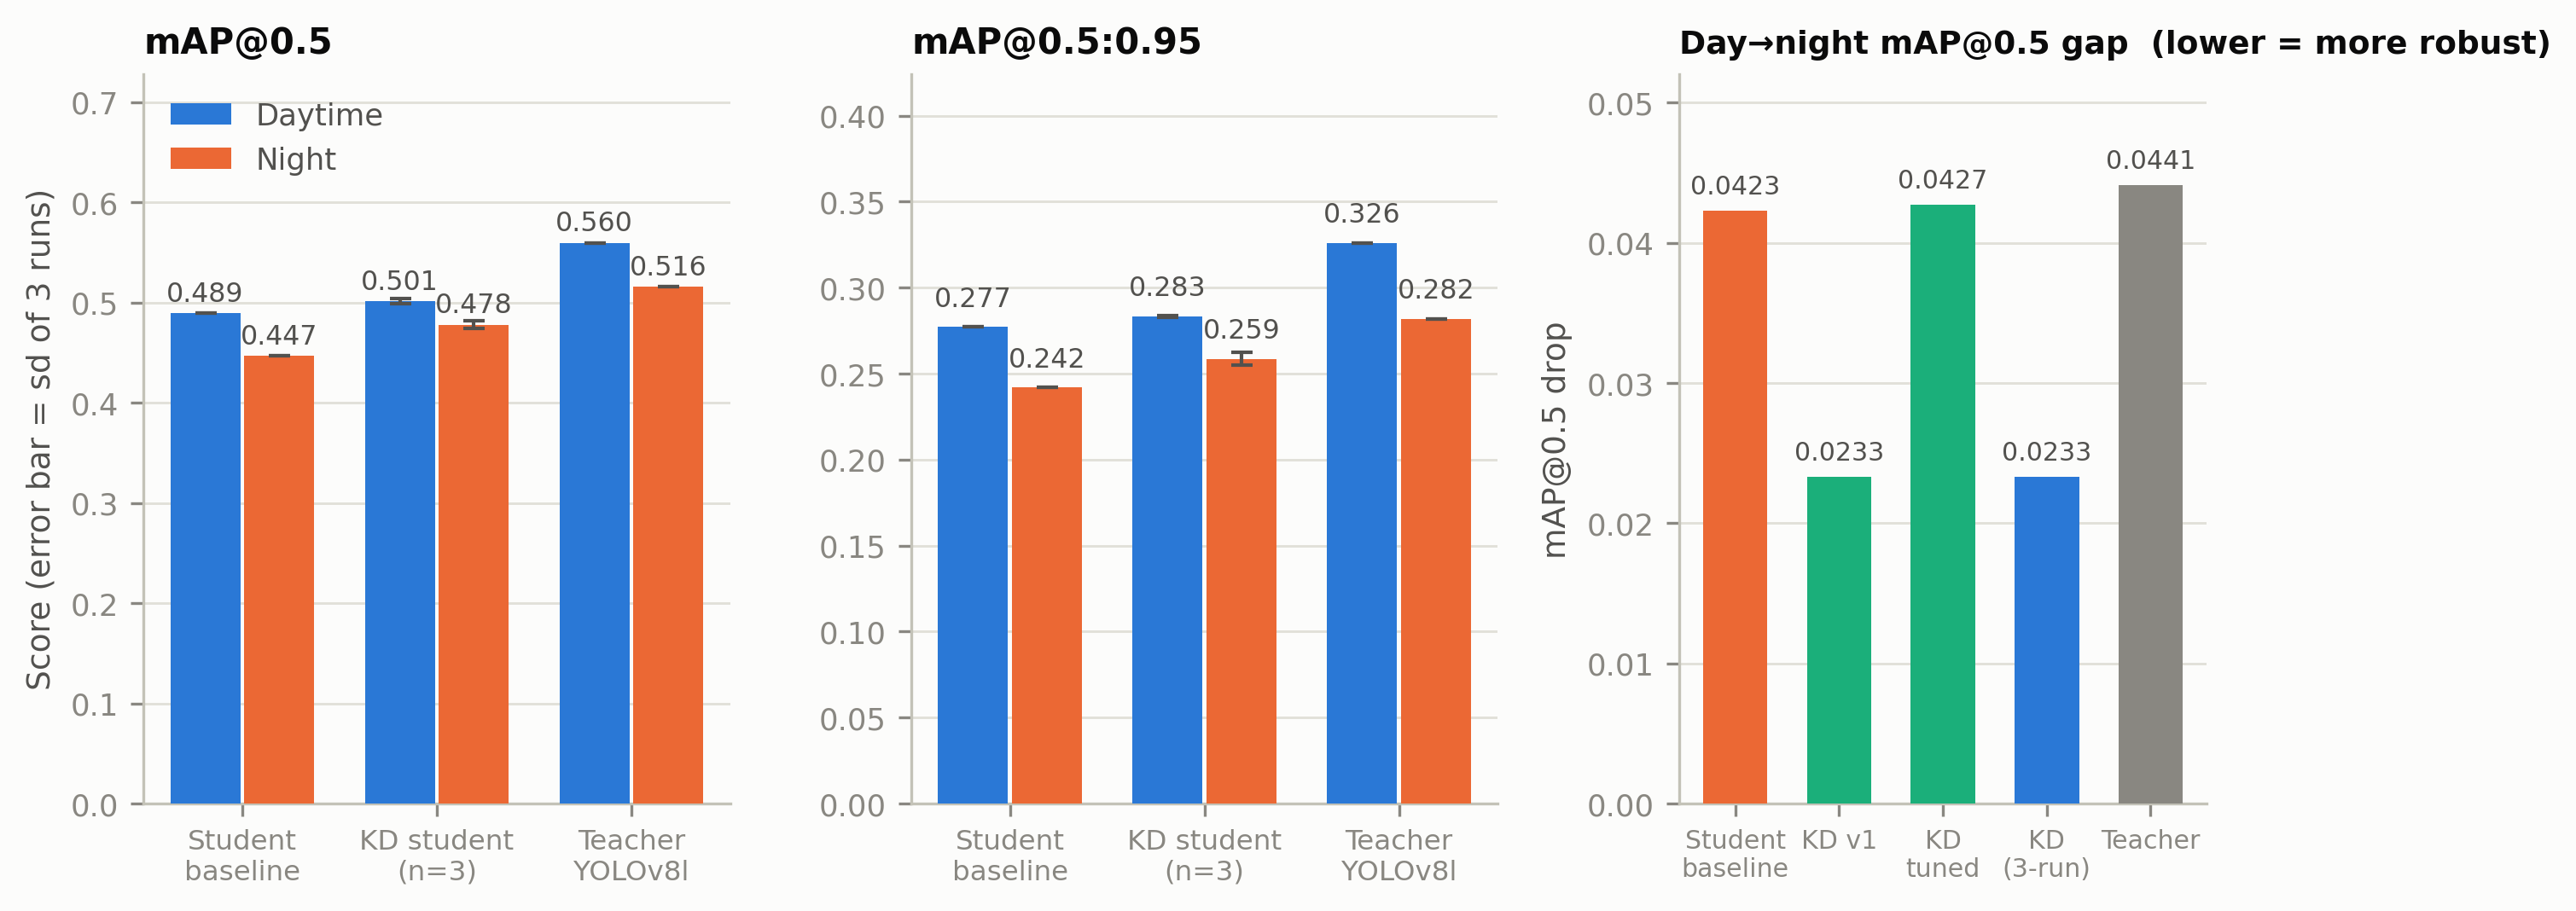 mAP@0.5
Score (error bar = sd of 3 runs)
0.7
0.6
0.5
0.4
0.3
0.2
0.1
0.0
Daytime
Night
0.489
0.447
0.501
0.478
0.560
0.516
Student
baseline
KD student
(n=3)
Teacher
YOLOv8l
mAP@0.5:0.95
0.40
0.35
0.30
0.25
0.20
0.15
0.10
0.05
0.00
0.277
0.242
0.283
0.259
0.326
0.282
Student
baseline
KD student
(n=3)
Teacher
YOLOv8l
Day→night mAP@0.5 gap (lower = more robust)
mAP@0.5 drop
0.05
0.04
0.03
0.02
0.01
0.00
0.0423
0.0233
0.0427
0.0233
0.0441
Student
baseline
KD v1
KD
tuned
KD
(3-run)
Teacher